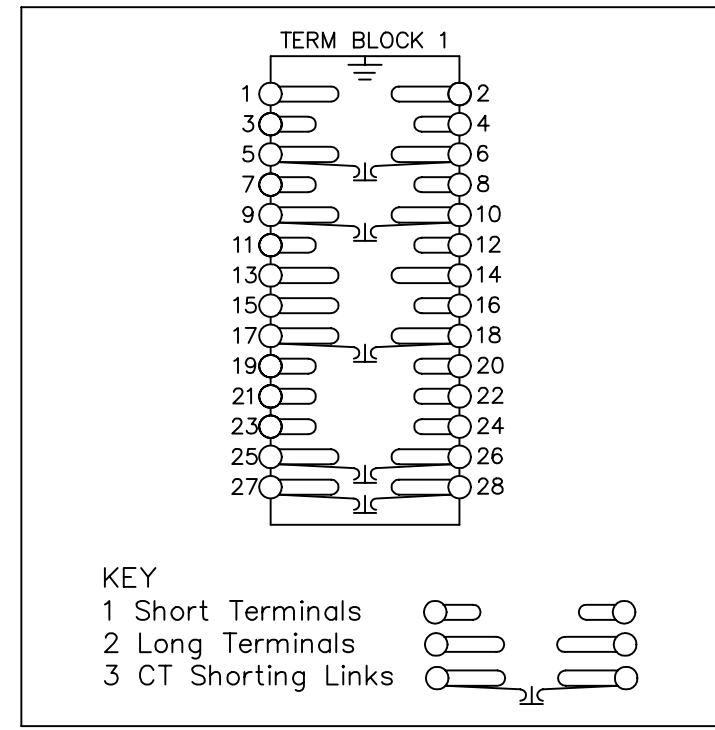 TERM BLOCK 1
1 2
3 4
5 6
7 8
9 10
11 12
13 14
15 16
17 18
19 20
21 22
23 24
25 26
27 28
KEY
1 Short Terminals
2 Long Terminals
3 CT Shorting Links